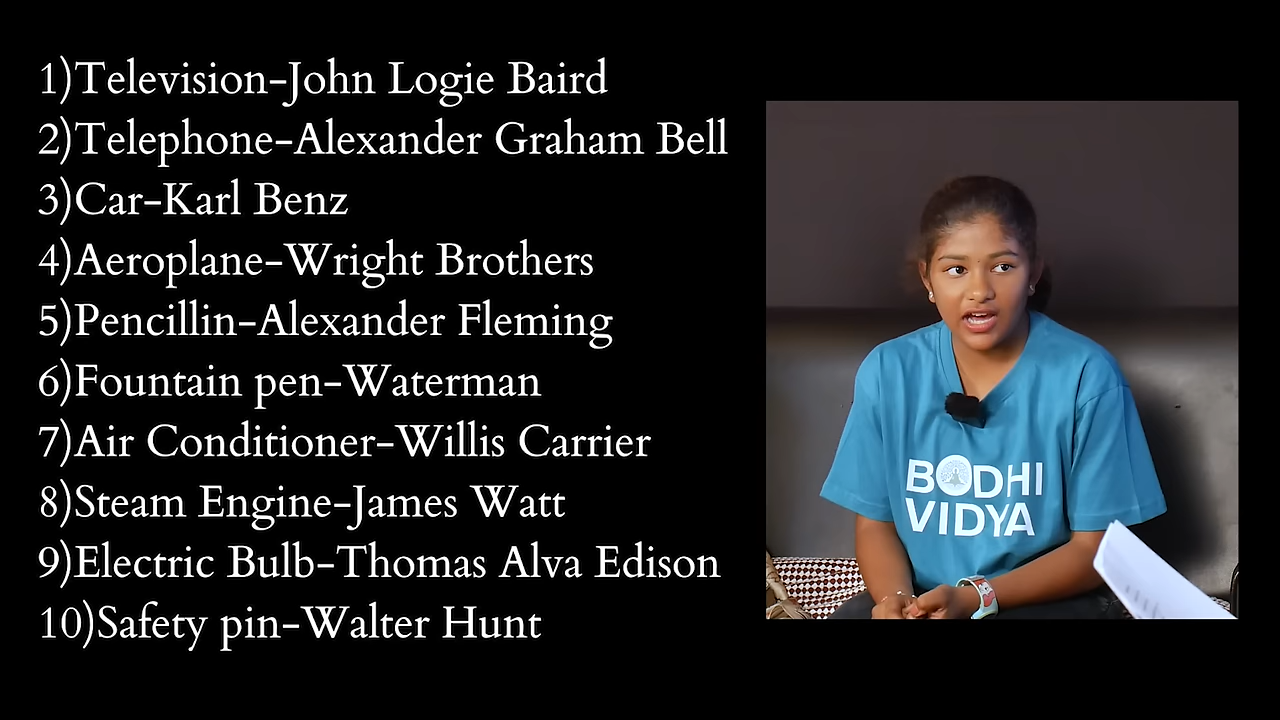 1)Television-John Logie Baird
2)Telephone-Alexander Graham Bell
3)Car-Karl Benz
4)Aeroplane-Wright Brothers
5)Pencillin-Alexander Fleming
6)Fountain pen-Waterman
7)Air Conditioner-Willis Carrier
8)Steam Engine-James Watt
9)Electric Bulb-Thomas Alva Edison
10)Safety pin-Walter Hunt
BODHI
VIDYA